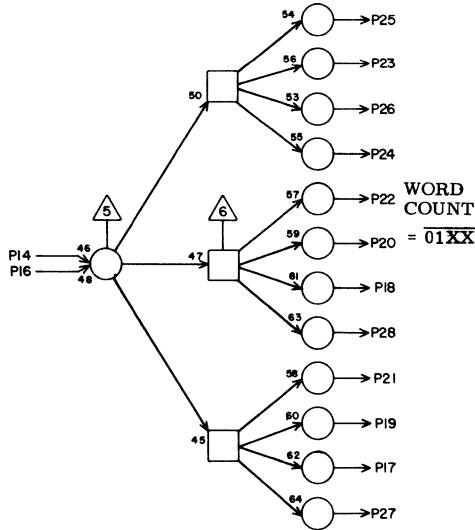 54 P25
56 P23
50
53 P26
55 P24
57 P22 WORD
COUNT
5 6
59 P20 = 01XX
P14 46 47
P16 48
61 P18
63 P28
58 P21
60 P19
45
62 P17
64 P27